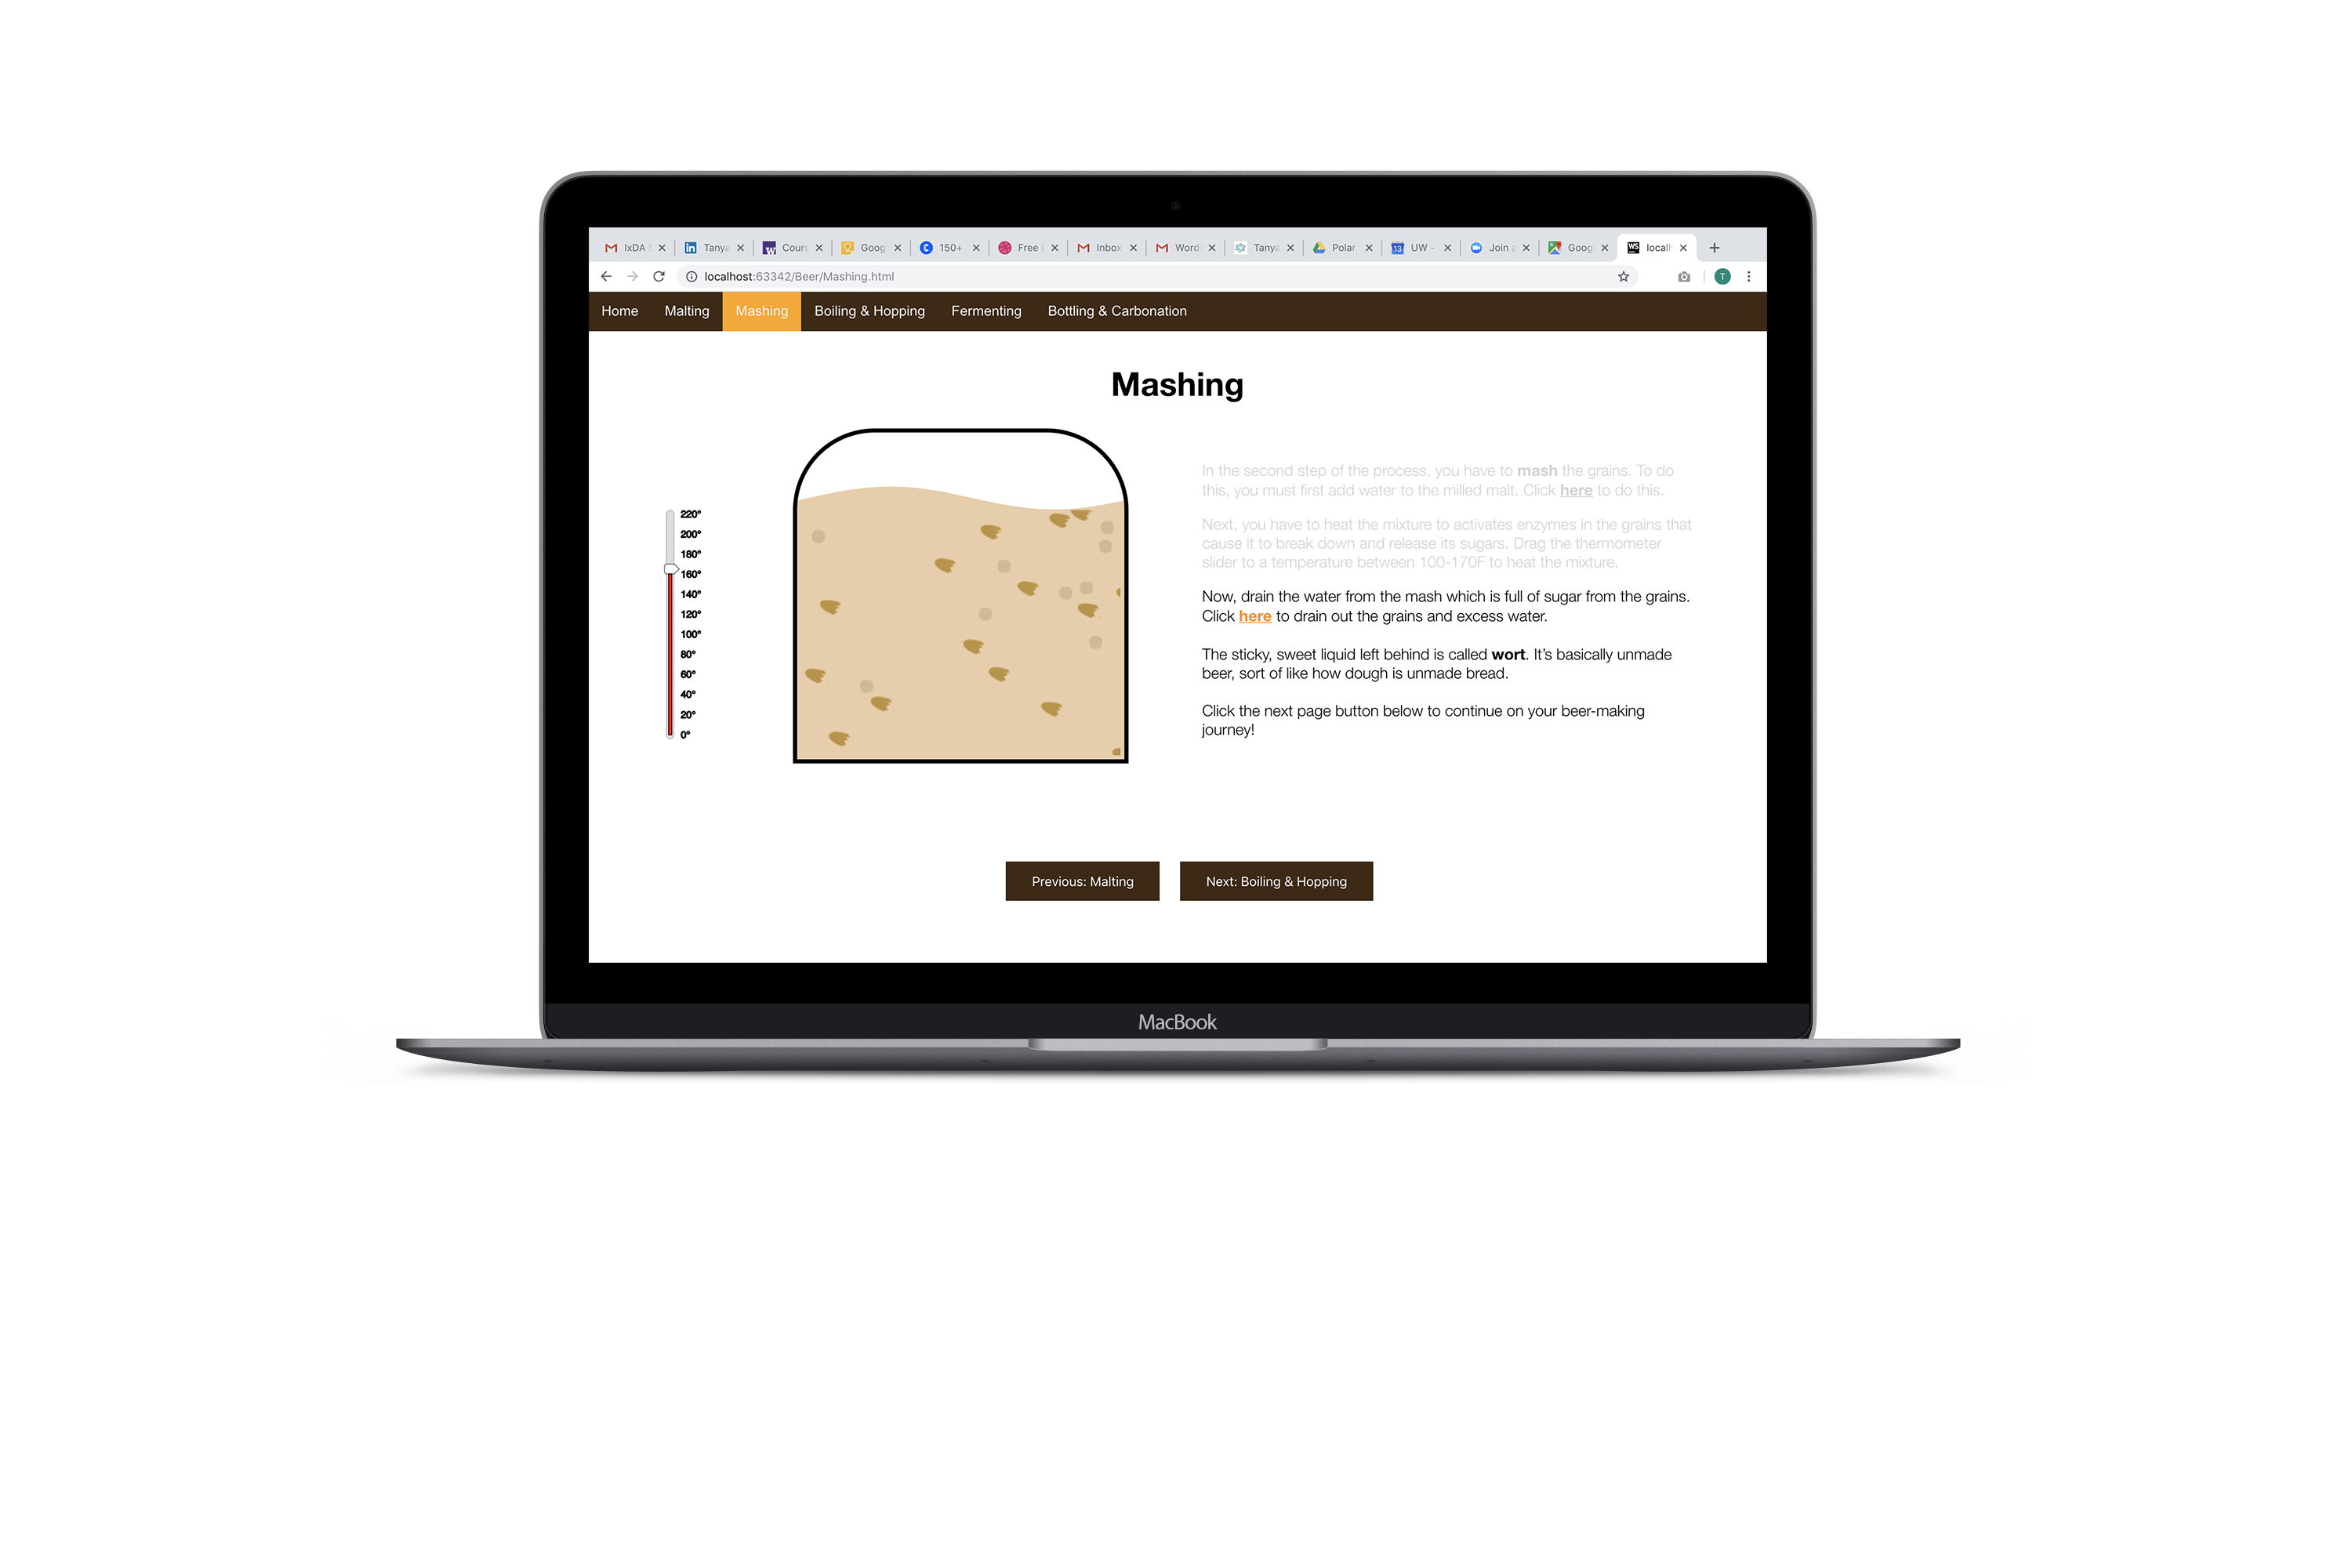 IxDA
Tanya
Cours
Googl
150+
Free
Inbox
Word
Tanya
Polar
13
UW -
Join a
Goog
WS
localh
localhost:63342/Beer/Mashing.html
T
Home
Malting
Mashing
Boiling & Hopping
Fermenting
Bottling & Carbonation
Mashing
220°
200°
180°
160°
140°
120°
100°
80°
60°
40°
20°
0°
In the second step of the process, you have to mash the grains. To do
this, you must first add water to the milled malt. Click here to do this.
Next, you have to heat the mixture to activates enzymes in the grains that
cause it to break down and release its sugars. Drag the thermometer
slider to a temperature between 100-170F to heat the mixture.
Now, drain the water from the mash which is full of sugar from the grains.
Click here to drain out the grains and excess water.
The sticky, sweet liquid left behind is called wort. It's basically unmade
beer, sort of like how dough is unmade bread.
Click the next page button below to continue on your beer-making
journey!
Previous: Malting
Next: Boiling & Hopping
MacBook